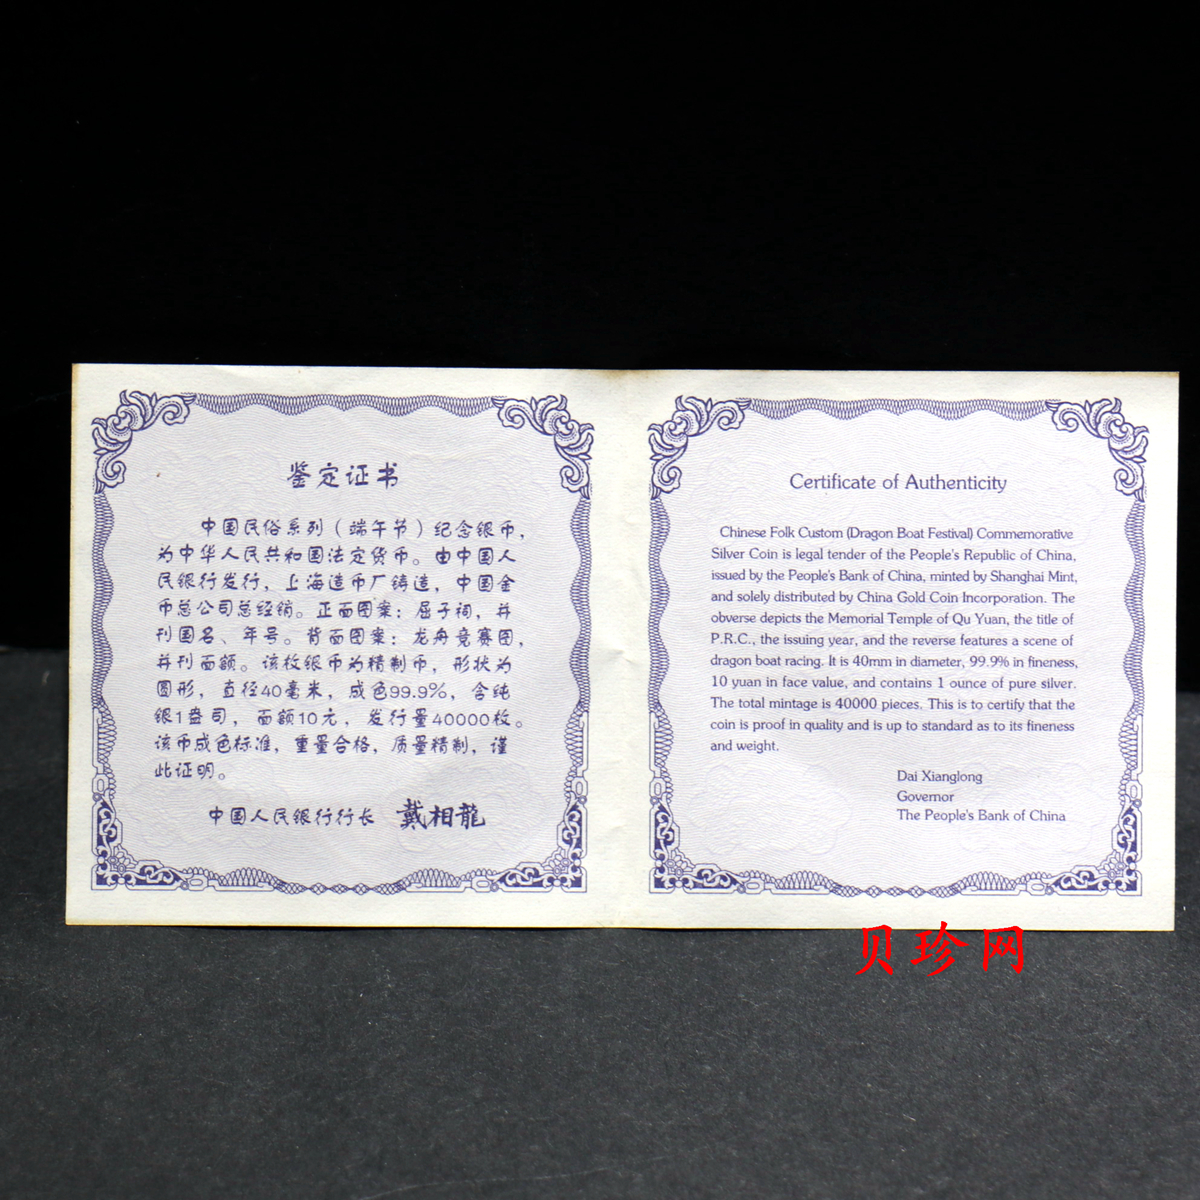 鉴定证书
中国民俗系列（端午节）纪念银币，
为中华人民共和国法定货币。由中国人
民银行发行，上海造币厂铸造，中国金
币总公司总经销。正面图案：屈子祠，并
刊国名、年号。背面图案：龙舟竞赛图，
并刊面额。该枚银币为精制币，形状为
圆形，直径40毫米，成色99.9%，含纯
银1盎司，面额10元，发行量40000枚。
该币成色标准，重量合格，质量精制，谨
此证明。
中国人民银行行长 戴相龍
Certificate of Authenticity
Chinese Folk Custom (Dragon Boat Festival) Commemorative
Silver Coin is legal tender of the People's Republic of China,
issued by the People's Bank of China, minted by Shanghai Mint,
and solely distributed by China Gold Coin Incorporation. The
obverse depicts the Memorial Temple of Qu Yuan, the title of
P.R.C., the issuing year, and the reverse features a scene of
dragon boat racing. It is 40mm in diameter, 99.9% in fineness,
10 yuan in face value, and contains 1 ounce of pure silver.
The total mintage is 40000 pieces. This is to certify that the
coin is proof in quality and is up to standard as to its fineness
and weight.
Dai Xianglong
Governor
The People's Bank of China
贝珍网